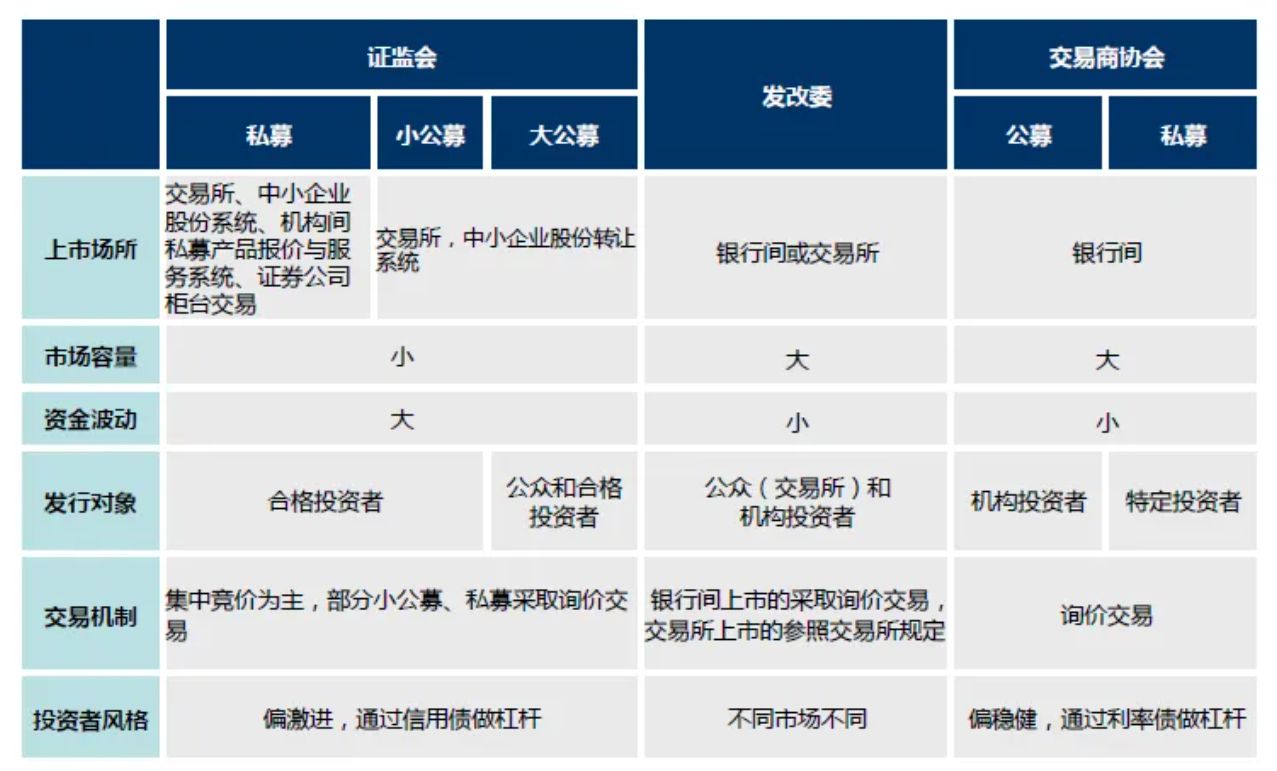 证监会
发改委
交易商协会
私募
小公募
大公募
公募
私募
上市场所
交易所、中小企业
股份系统、机构间
私募产品报价与服
务系统、证券公司
柜台交易
交易所，中小企业股份转让
系统
银行间或交易所
银行间
市场容量
小
大
大
资金波动
大
小
小
发行对象
合格投资者
公众和合格
投资者
公众（交易所）和
机构投资者
机构投资者
特定投资者
交易机制
集中竞价为主，部分小公募、私募采取询价交
易
银行间上市的采取询价交易，
交易所上市的参照交易所规定
询价交易
投资者风格
偏激进，通过信用债做杠杆
不同市场不同
偏稳健，通过利率债做杠杆